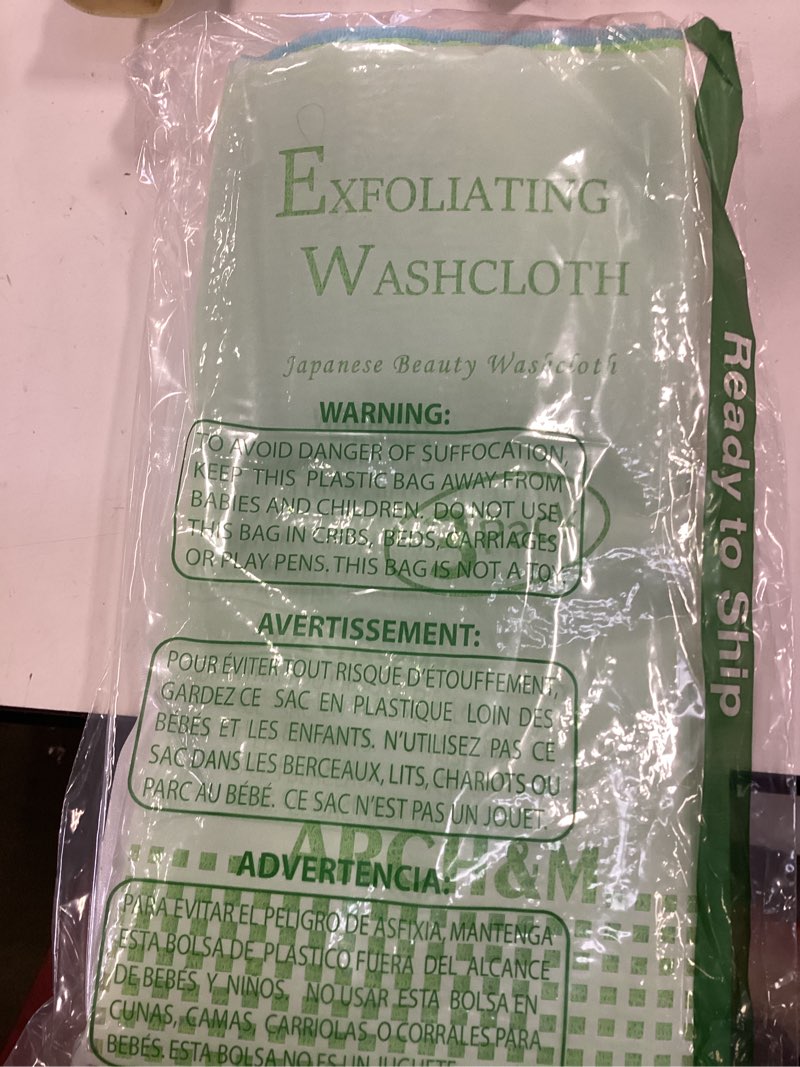 EXFOLIATING
WASHCLOTH
Japanese Beauty Washcloth
WARNING:
TO AVOID DANGER OF SUFFOCATION,
KEEP THIS PLASTIC BAG AWAY FROM
BABIES AND CHILDREN. DO NOT USE
THIS BAG IN CRIBS, BEDS, CARRIAGES
OR PLAY PENS. THIS BAG IS NOT A TOY.
3 pack
AVERTISSEMENT:
POUR ÉVITER TOUT RISQUE D'ÉTOUFFEMENT,
GARDEZ CE SAC EN PLASTIQUE LOIN DES
BÉBÉS ET LES ENFANTS. N'UTILISEZ PAS CE
SAC DANS LES BERCEAUX, LITS, CHARIOTS OU
PARC AU BÉBÉ. CE SAC N'EST PAS UN JOUET.
ARCH&M
ADVERTENCIA:
PARA EVITAR EL PELIGRO DE ASFIXIA, MANTENGA
ESTA BOLSA DE PLASTICO FUERA DEL ALCANCE
DE BEBES Y NINOS. NO USAR ESTA BOLSA EN
CUNAS, CAMAS, CARRIOLAS O CORRALES PARA
BEBÉS. ESTA BOLSA NO ES UN JUGUETE.
Ready to Ship